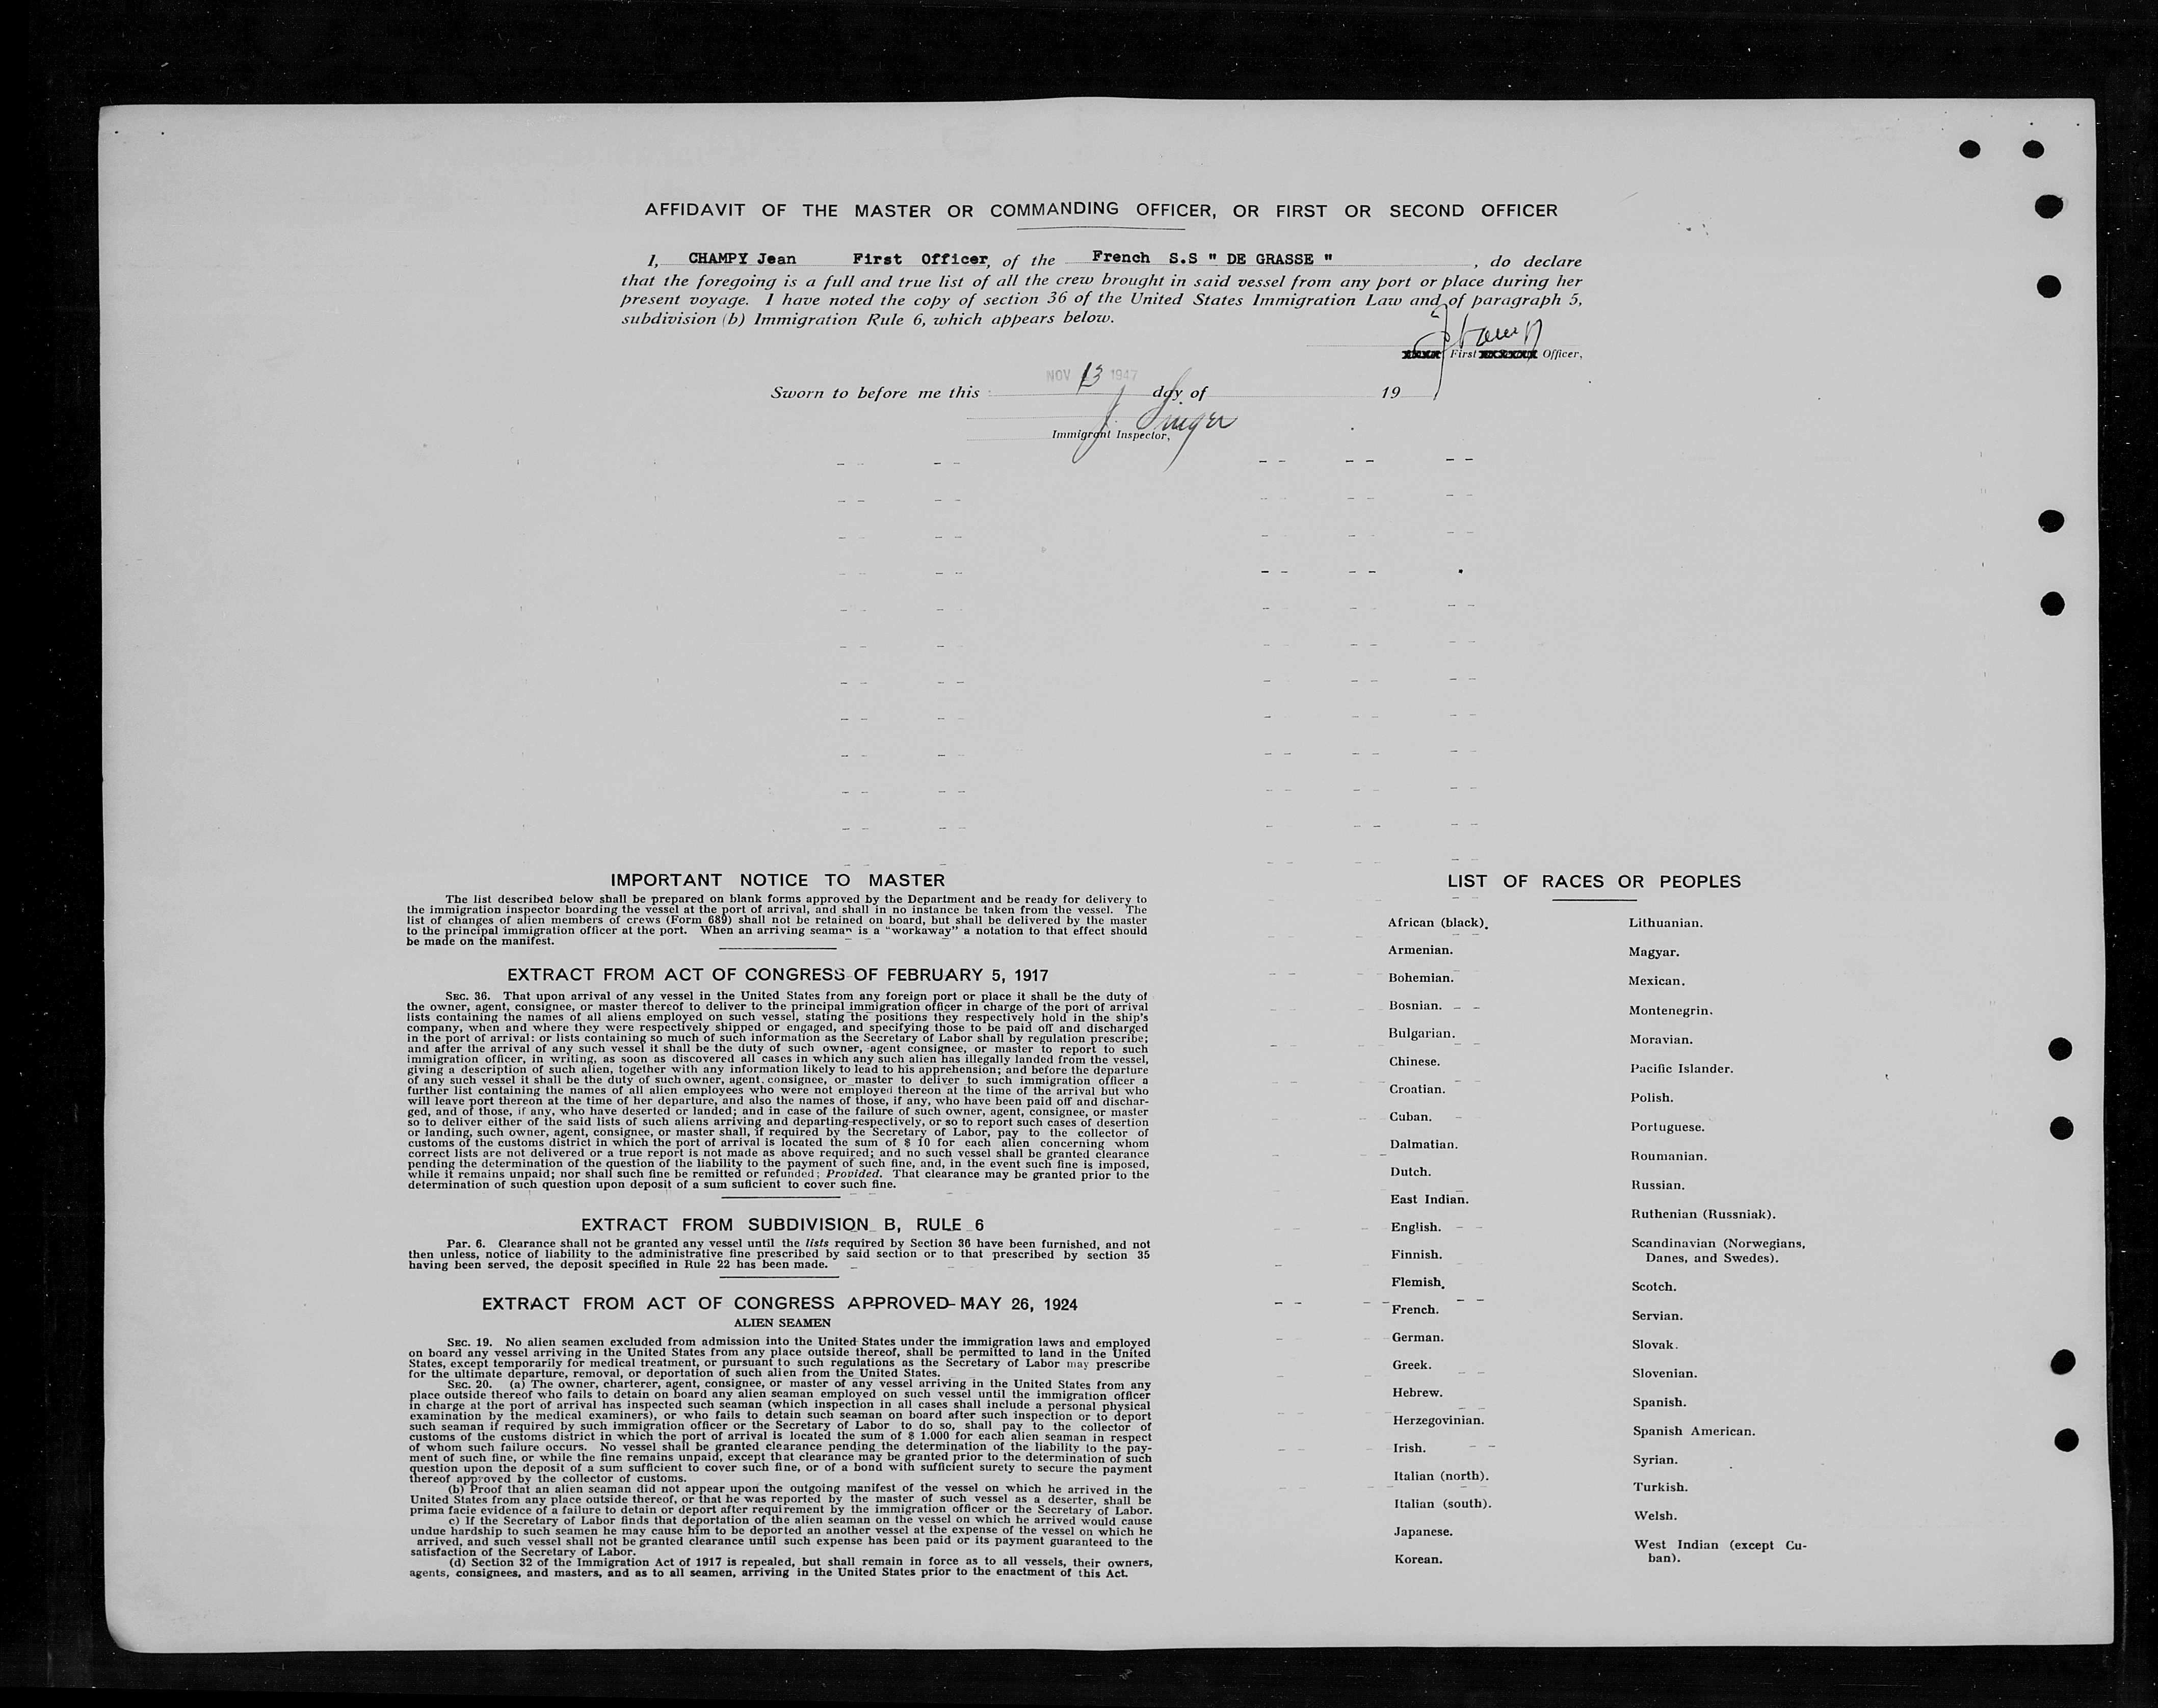 AFFIDAVIT OF THE MASTER OR COMMANDING OFFICER, OR FIRST OR SECOND OFFICER
I, CHAMPY Jean First Officer, of the French S.S " DE GRASSE " , do declare
that the foregoing is a full and true list of all the crew brought in said vessel from any port or place during her
present voyage. I have noted the copy of section 36 of the United States Immigration Law and of paragraph 5,
subdivision (b) Immigration Rule 6, which appears below.
First Officer,
NOV 13 1947
Sworn to before me this day of 19
Immigrant Inspector,
IMPORTANT NOTICE TO MASTER
The list described below shall be prepared on blank forms approved by the Department and be ready for delivery to
the immigration inspector boarding the vessel at the port of arrival, and shall in no instance be taken from the vessel. The
list of changes of alien members of crews (Form 689) shall not be retained on board, but shall be delivered by the master
to the principal immigration officer at the port. When an arriving seaman is a "workaway" a notation to that effect should
be made on the manifest.
EXTRACT FROM ACT OF CONGRESS OF FEBRUARY 5, 1917
SEC. 36. That upon arrival of any vessel in the United States from any foreign port or place it shall be the duty of
the owner, agent, consignee, or master thereof to deliver to the principal immigration officer in charge of the port of arrival
lists containing the names of all aliens employed on such vessel, stating the positions they respectively hold in the ship's
company, when and where they were respectively shipped or engaged, and specifying those to be paid off and discharged
in the port of arrival: or lists containing so much of such information as the Secretary of Labor shall by regulation prescribe;
and after the arrival of any such vessel it shall be the duty of such owner, agent consignee, or master to report to such
immigration officer, in writing, as soon as discovered all cases in which any such alien has illegally landed from the vessel,
giving a description of such alien, together with any information likely to lead to his apprehension; and before the departure
of any such vessel it shall be the duty of such owner, agent, consignee, or master to deliver to such immigration officer a
further list containing the names of all alien employees who were not employed thereon at the time of the arrival but who
will leave port thereon at the time of her departure, and also the names of those, if any, who have been paid off and dischar-
ged, and of those, if any, who have deserted or landed; and in case of the failure of such owner, agent, consignee, or master
so to deliver either of the said lists of such aliens arriving and departing respectively, or so to report such cases of desertion
or landing, such owner, agent, consignee, or master shall, if required by the Secretary of Labor, pay to the collector of
customs of the customs district in which the port of arrival is located the sum of $ 10 for each alien concerning whom
correct lists are not delivered or a true report is not made as above required; and no such vessel shall be granted clearance
pending the determination of the question of the liability to the payment of such fine, and, in the event such fine is imposed,
while it remains unpaid; nor shall such fine be remitted or refunded; Provided. That clearance may be granted prior to the
determination of such question upon deposit of a sum suficient to cover such fine.
EXTRACT FROM SUBDIVISION B, RULE 6
Par. 6. Clearance shall not be granted any vessel until the lists required by Section 36 have been furnished, and not
then unless, notice of liability to the administrative fine prescribed by said section or to that prescribed by section 35
having been served, the deposit specified in Rule 22 has been made.
EXTRACT FROM ACT OF CONGRESS APPROVED MAY 26, 1924
ALIEN SEAMEN
SEC. 19. No alien seamen excluded from admission into the United States under the immigration laws and employed
on board any vessel arriving in the United States from any place outside thereof, shall be permitted to land in the United
States, except temporarily for medical treatment, or pursuant to such regulations as the Secretary of Labor may prescribe
for the ultimate departure, removal, or deportation of such alien from the United States.
SEC. 20. (a) The owner, charterer, agent, consignee, or master of any vessel arriving in the United States from any
place outside thereof who fails to detain on board any alien seaman employed on such vessel until the immigration officer
in charge at the port of arrival has inspected such seaman (which inspection in all cases shall include a personal physical
examination by the medical examiners), or who fails to detain such seaman on board after such inspection or to deport
such seaman if required by such immigration officer or the Secretary of Labor to do so, shall pay to the collector of
customs of the customs district in which the port of arrival is located the sum of $ 1.000 for each alien seaman in respect
of whom such failure occurs. No vessel shall be granted clearance pending the determination of the liability to the pay-
ment of such fine, or while the fine remains unpaid, except that clearance may be granted prior to the determination of such
question upon the deposit of a sum sufficient to cover such fine, or of a bond with sufficient surety to secure the payment
thereof approved by the collector of customs.
(b) Proof that an alien seaman did not appear upon the outgoing manifest of the vessel on which he arrived in the
United States from any place outside thereof, or that he was reported by the master of such vessel as a deserter, shall be
prima facie evidence of a failure to detain or deport after requirement by the immigration officer or the Secretary of Labor.
c) If the Secretary of Labor finds that deportation of the alien seaman on the vessel on which he arrived would cause
undue hardship to such seamen he may cause him to be deported an another vessel at the expense of the vessel on which he
arrived, and such vessel shall not be granted clearance until such expense has been paid or its payment guaranteed to the
satisfaction of the Secretary of Labor.
(d) Section 32 of the Immigration Act of 1917 is repealed, but shall remain in force as to all vessels, their owners,
agents, consignees, and masters, and as to all seamen, arriving in the United States prior to the enactment of this Act.
LIST OF RACES OR PEOPLES
African (black).
Armenian.
Bohemian.
Bosnian.
Bulgarian.
Chinese.
Croatian.
Cuban.
Dalmatian.
Dutch.
East Indian.
English.
Finnish.
Flemish.
French.
German.
Greek.
Hebrew.
Herzegovinian.
Irish.
Italian (north).
Italian (south).
Japanese.
Korean.
Lithuanian.
Magyar.
Mexican.
Montenegrin.
Moravian.
Pacific Islander.
Polish.
Portuguese.
Roumanian.
Russian.
Ruthenian (Russniak).
Scandinavian (Norwegians,
Danes, and Swedes).
Scotch.
Servian.
Slovak.
Slovenian.
Spanish.
Spanish American.
Syrian.
Turkish.
Welsh.
West Indian (except Cu-
ban).